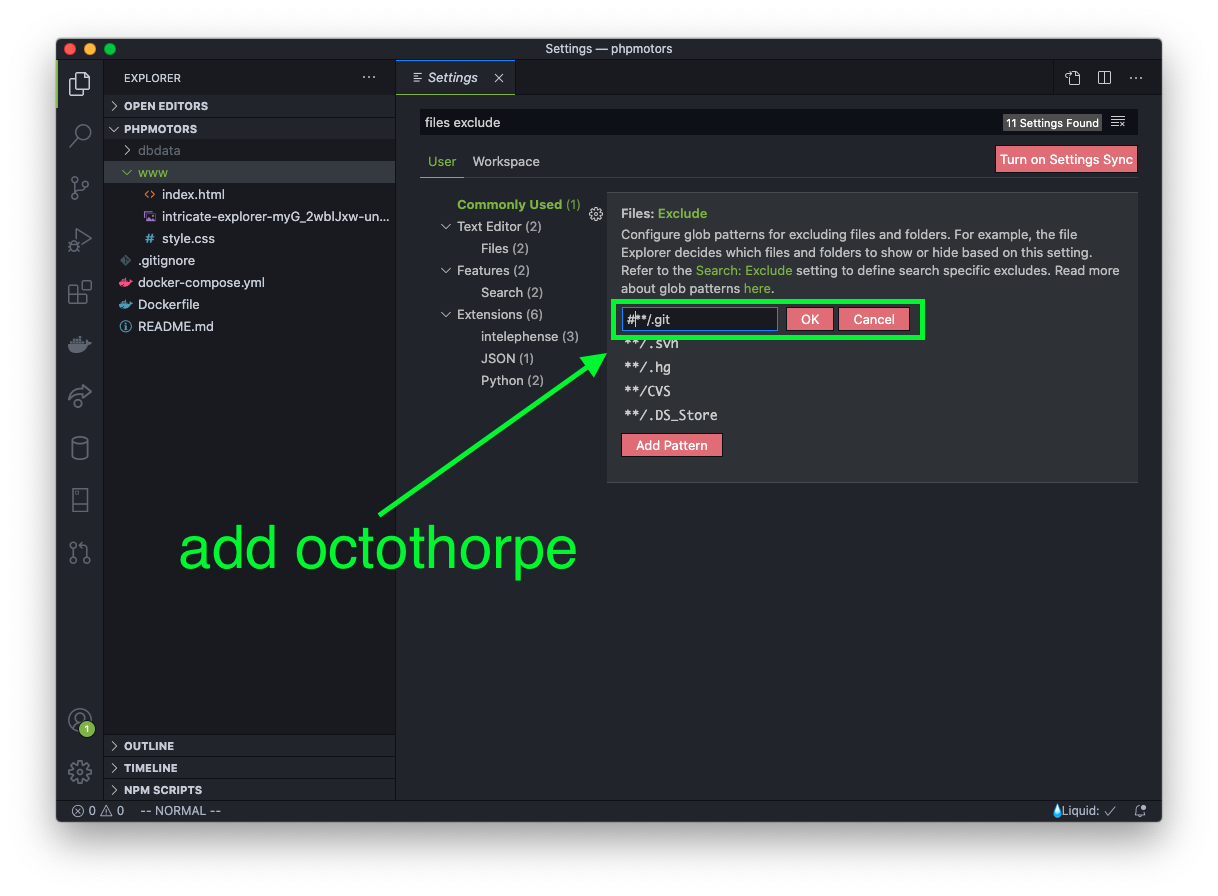 Settings — phpmotors
EXPLORER
Settings
OPEN EDITORS
PHPMOTORS
dbdata
www
index.html
intricate-explorer-myG_2wblJxw-un...
style.css
.gitignore
docker-compose.yml
Dockerfile
README.md
files exclude
11 Settings Found
User
Workspace
Turn on Settings Sync
Commonly Used (1)
Text Editor (2)
Files (2)
Features (2)
Search (2)
Extensions (6)
intelephense (3)
JSON (1)
Python (2)
Files: Exclude
Configure glob patterns for excluding files and folders. For example, the file
Explorer decides which files and folders to show or hide based on this setting.
Refer to the Search: Exclude setting to define search specific excludes. Read more
about glob patterns here.
#**/.git
OK
Cancel
**/.svn
**/.hg
**/CVS
**/.DS_Store
Add Pattern
add octothorpe
1
OUTLINE
TIMELINE
NPM SCRIPTS
0 0 -- NORMAL --
Liquid: ✓